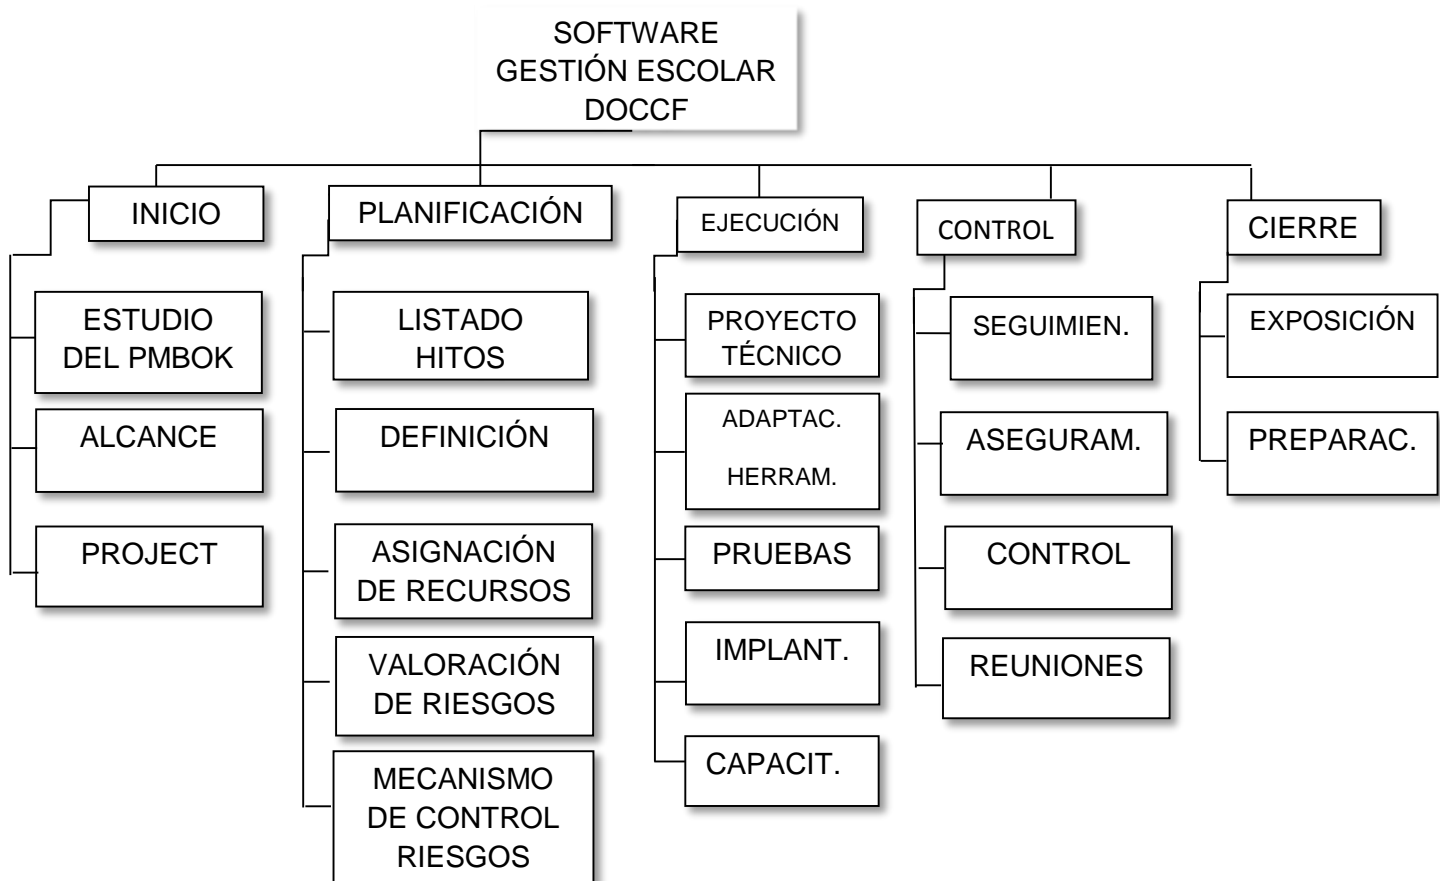 SOFTWARE
GESTIÓN ESCOLAR
DOCCF
INICIO
PLANIFICACIÓN
EJECUCIÓN
CONTROL
CIERRE
ESTUDIO
DEL PMBOK
ALCANCE
PROJECT
LISTADO
HITOS
DEFINICIÓN
ASIGNACIÓN
DE RECURSOS
VALORACIÓN
DE RIESGOS
MECANISMO
DE CONTROL
RIESGOS
PROYECTO
TÉCNICO
ADAPTAC.
HERRAM.
PRUEBAS
IMPLANT.
CAPACIT.
SEGUIMIEN.
ASEGURAM.
CONTROL
REUNIONES
EXPOSICIÓN
PREPARAC.